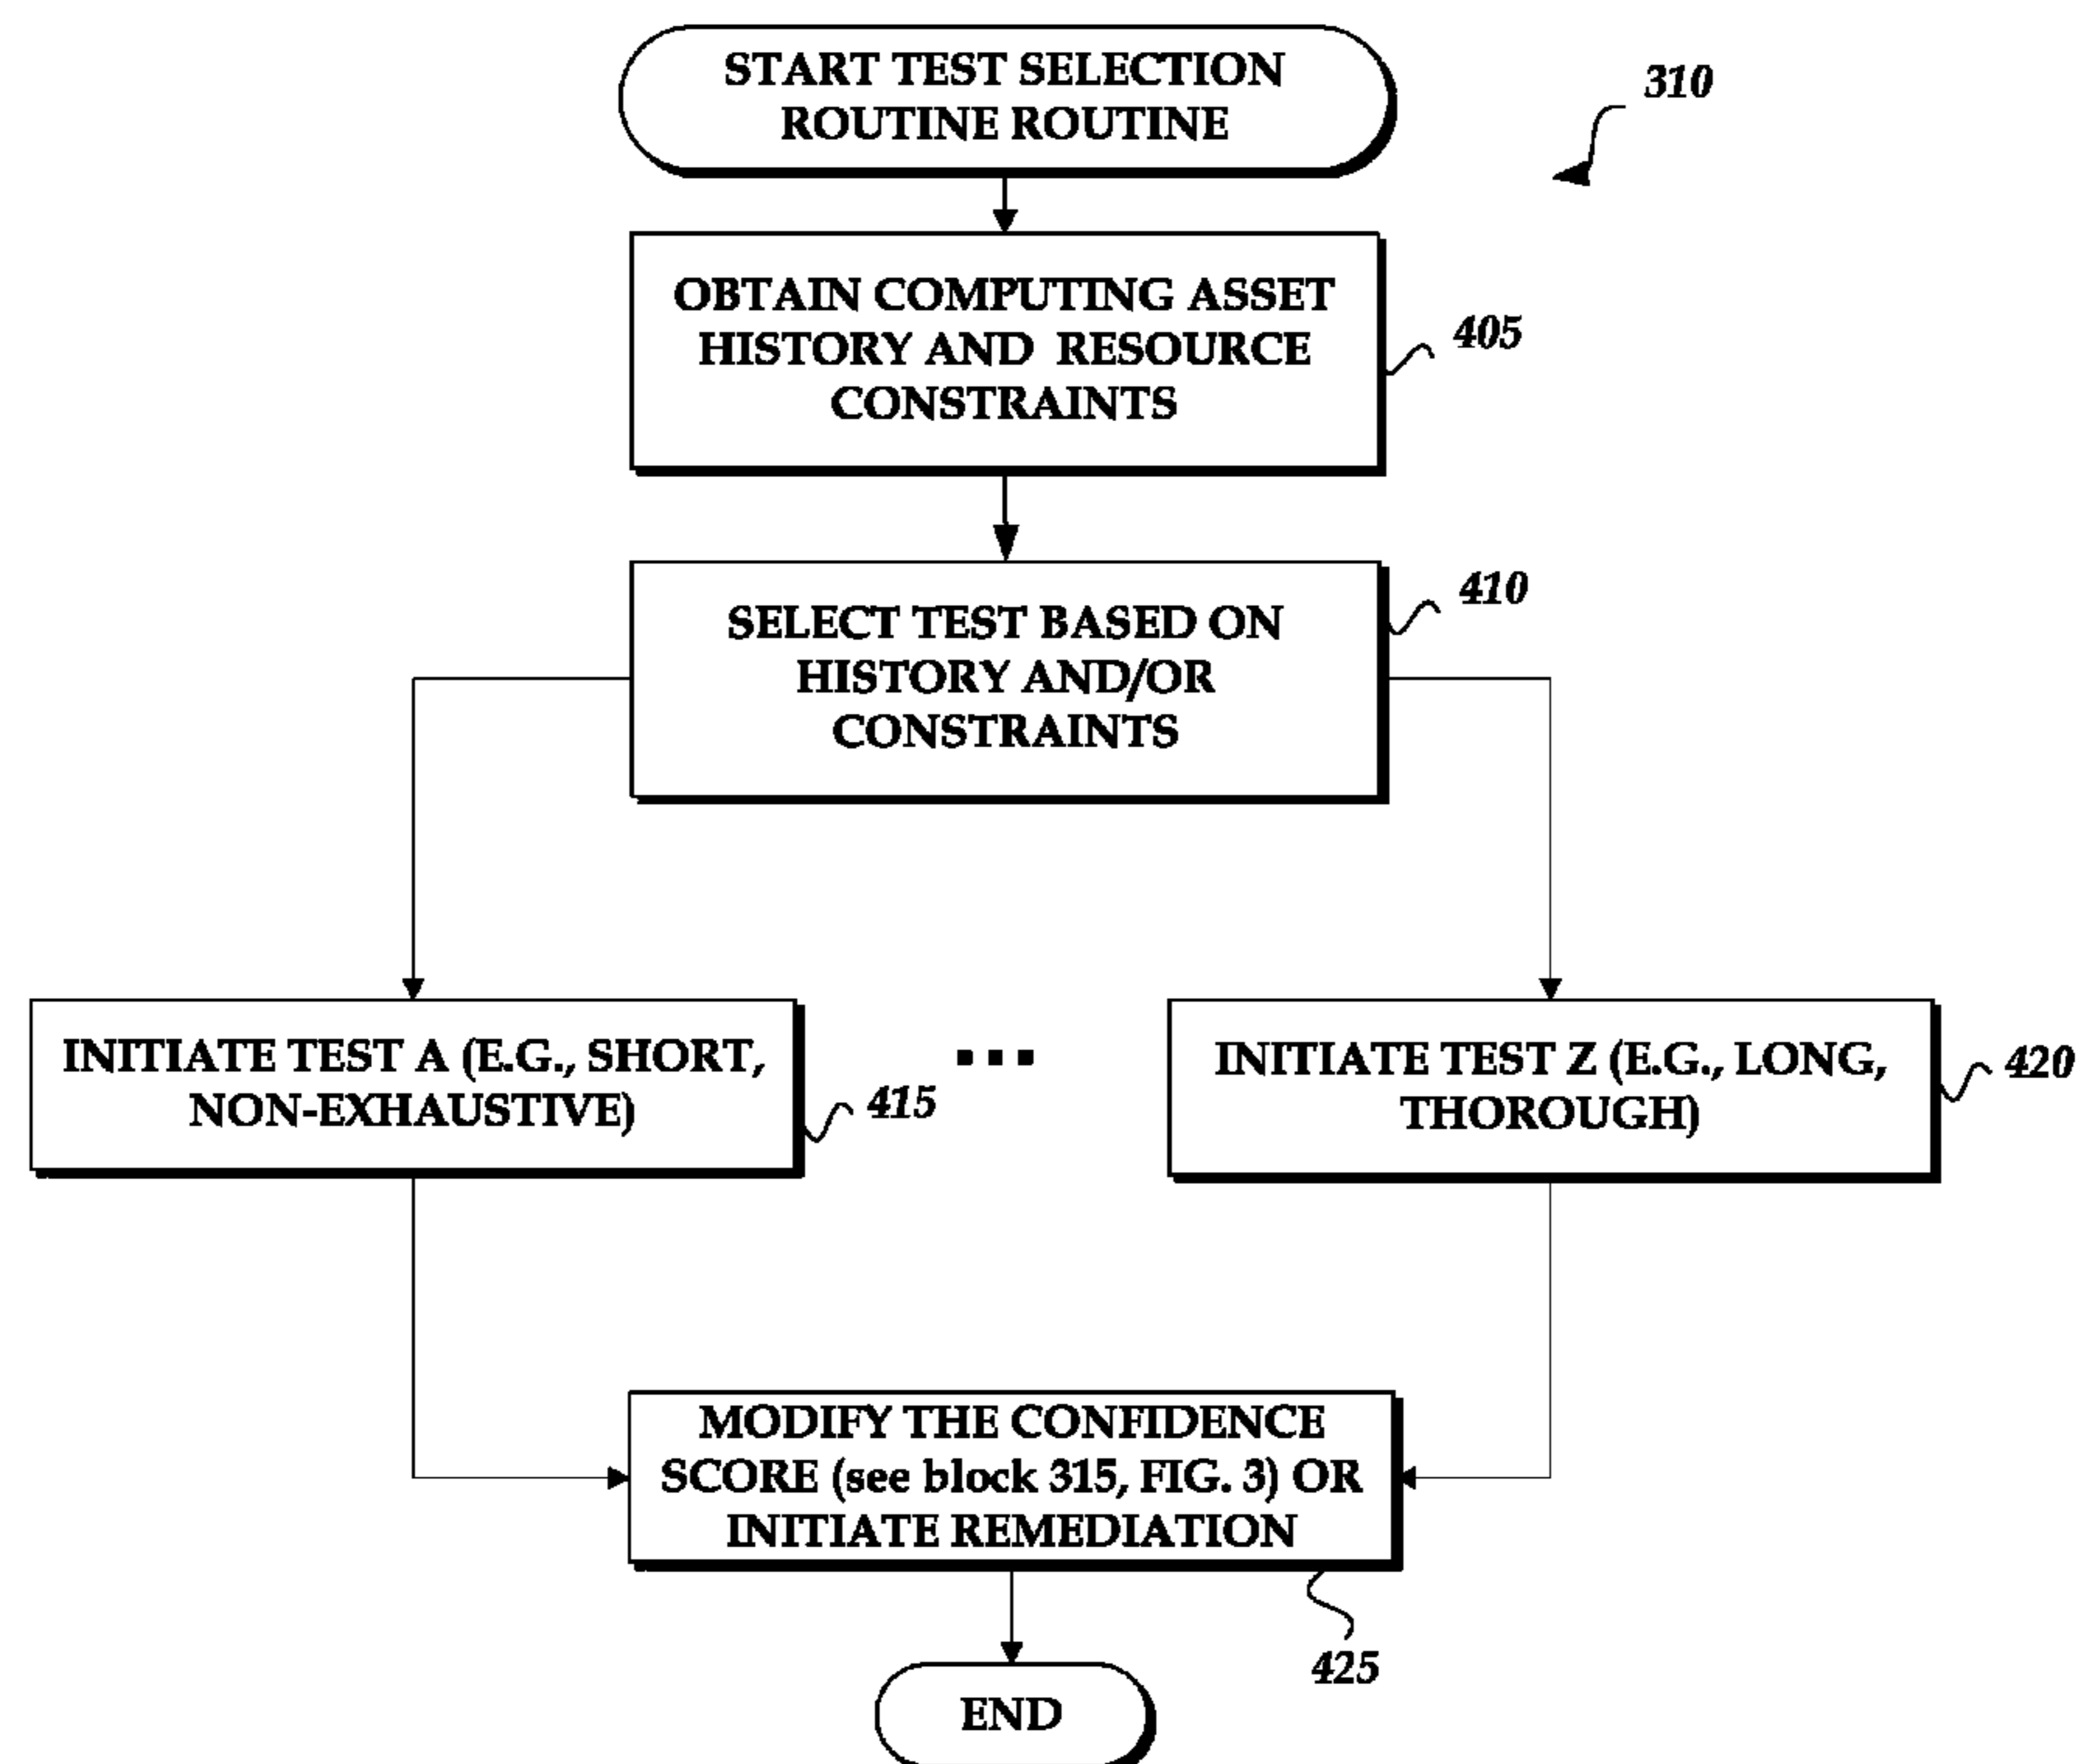 START TEST SELECTION
ROUTINE ROUTINE
310
OBTAIN COMPUTING ASSET
HISTORY AND RESOURCE
CONSTRAINTS
405
SELECT TEST BASED ON
HISTORY AND/OR
CONSTRAINTS
410
INITIATE TEST A (E.G., SHORT,
NON-EXHAUSTIVE)
415
...
INITIATE TEST Z (E.G., LONG,
THOROUGH)
420
MODIFY THE CONFIDENCE
SCORE (see block 315, FIG. 3) OR
INITIATE REMEDIATION
425
END